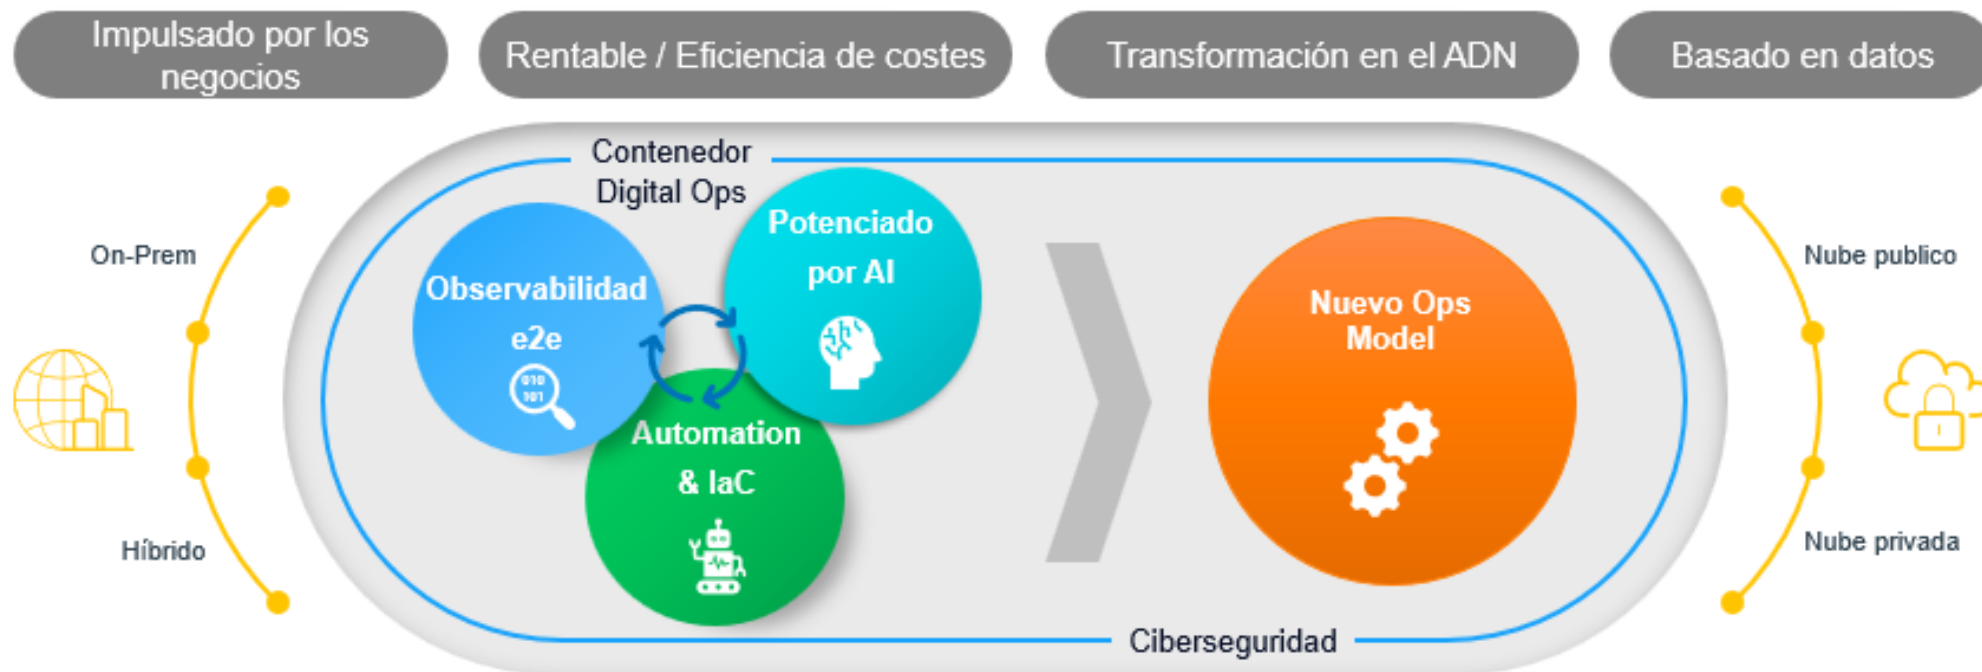 Impulsado por los
negocios
Rentable / Eficiencia de costes
Transformación en el ADN
Basado en datos
Contenedor
Digital Ops
On-Prem
Híbrido
Observabilidad
e2e
010
101
Potenciado
por AI
Automation
& IaC
Nuevo Ops
Model
Nube publico
Nube privada
Ciberseguridad